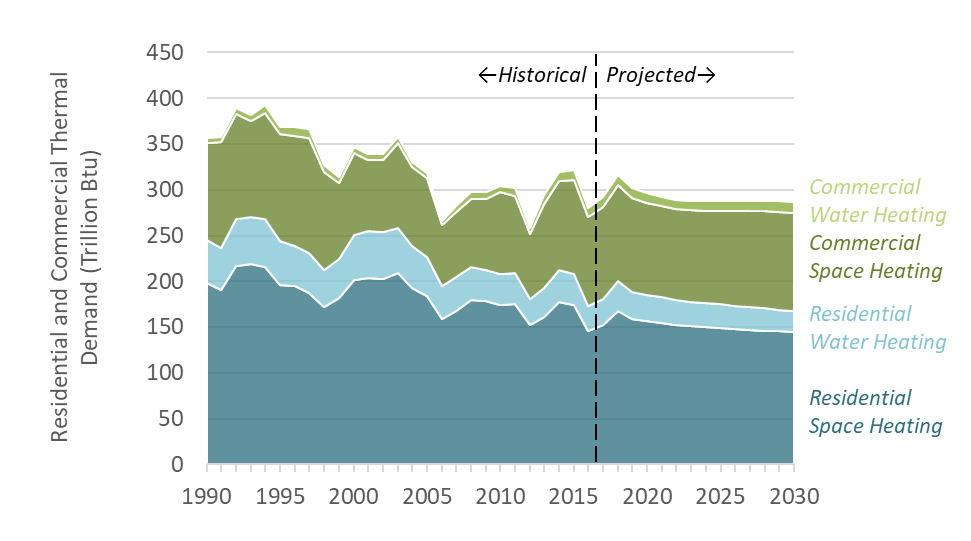 Residential and Commercial Thermal
Demand (Trillion Btu)
450
400
350
300
250
200
150
100
50
0
←Historical
Projected→
1990
1995
2000
2005
2010
2015
2020
2025
2030
Commercial
Water Heating
Commercial
Space Heating
Residential
Water Heating
Residential
Space Heating